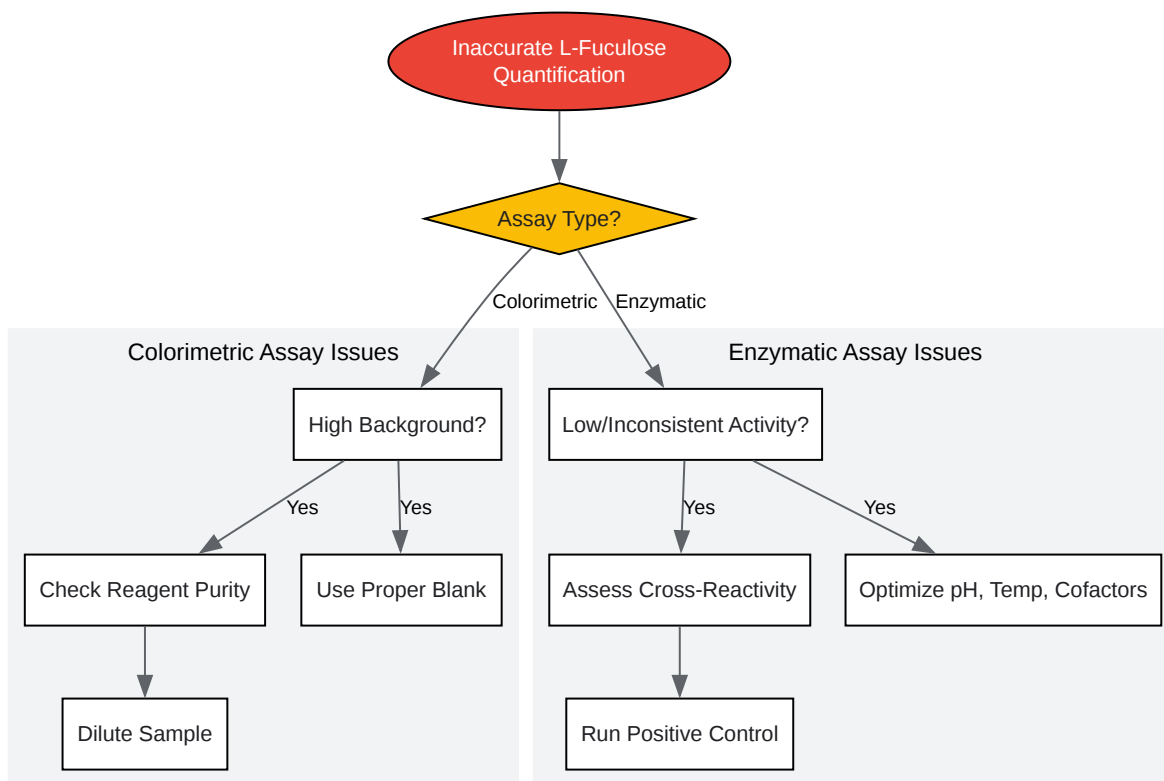 Inaccurate L-Fuculose
Quantification
Assay Type?
Colorimetric
Enzymatic
Colorimetric Assay Issues
Enzymatic Assay Issues
High Background?
Low/Inconsistent Activity?
Yes
Yes
Yes
Yes
Check Reagent Purity
Use Proper Blank
Assess Cross-Reactivity
Optimize pH, Temp, Cofactors
Dilute Sample
Run Positive Control